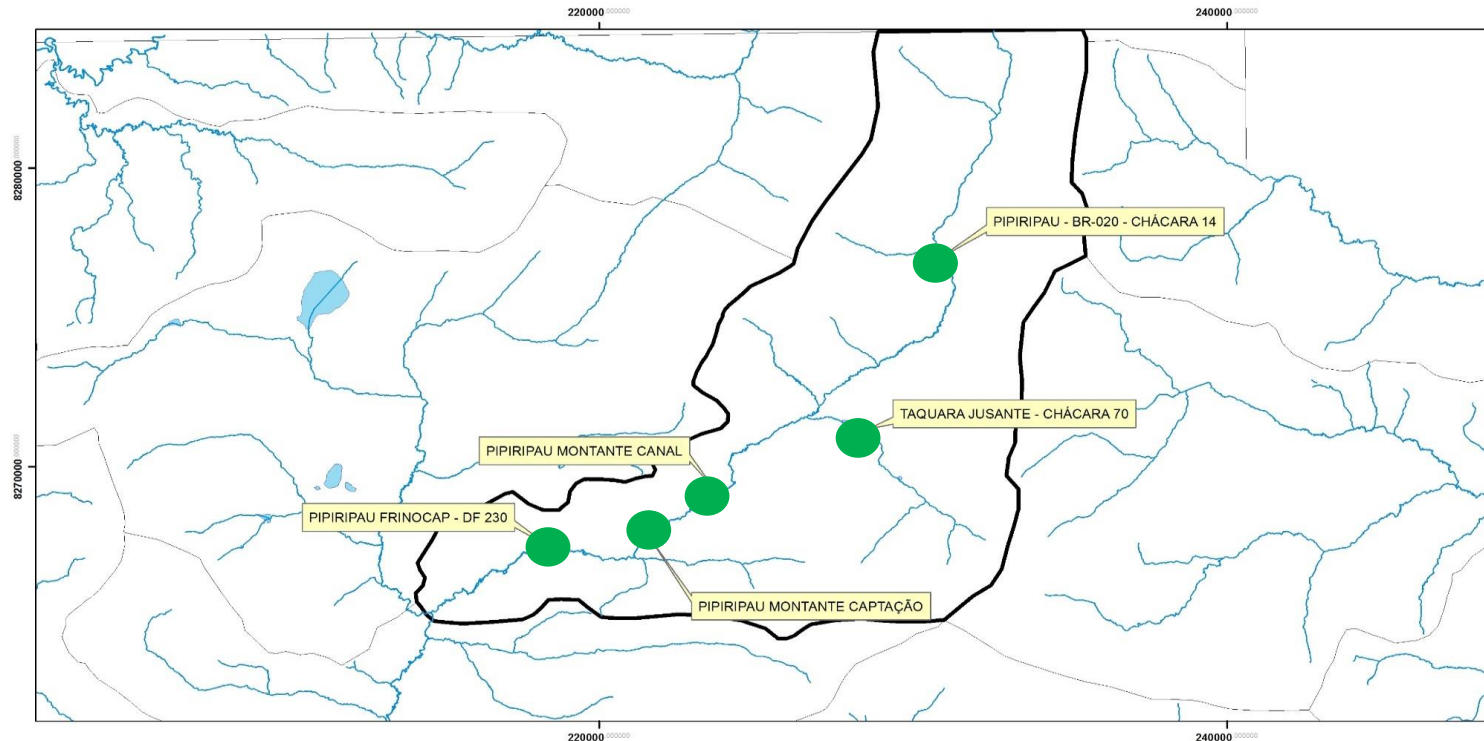 220000,000000
240000,000000
8280000,000000
8270000,000000
PIPIRIPAU - BR-020 - CHÁCARA 14
TAQUARA JUSANTE - CHÁCARA 70
PIPIRIPAU MONTANTE CANAL
PIPIRIPAU FRINOCAP - DF 230
PIPIRIPAU MONTANTE CAPTAÇÃO
220000,000000
240000,000000